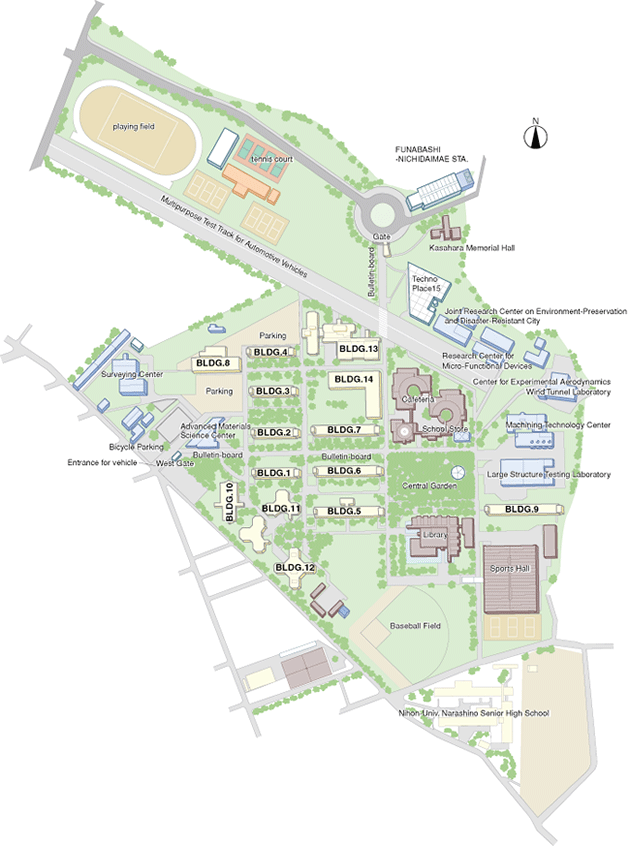 N
FUNABASHI
-NICHIDAIMAE STA.
playing field
tennis court
Multipurpose Test Track for Automotive Vehicles
Gate
Kasahara Memorial Hall
Bulletin-board
Techno
Place15
Joint Research Center on Environment-Preservation
and Disaster-Resistant City
Parking
BLDG.13
BLDG.4
BLDG.8
Research Center for
Micro-Functional Devices
Surveying Center
BLDG.14
Center for Experimental Aerodynamics
Wind Tunnel Laboratory
Parking
BLDG.3
Cafeteria
Advanced Materials
Science Center
BLDG.2
BLDG.7
School Store
Machining Technology Center
Bicycle Parking
Bulletin-board
Bulletin-board
Entrance for vehicle
West Gate
BLDG.1
BLDG.6
Large Structure Testing Laboratory
Central Garden
BLDG.10
BLDG.11
BLDG.5
BLDG.9
Library
BLDG.12
Sports Hall
Baseball Field
Nihon Univ. Narashino Senior High School